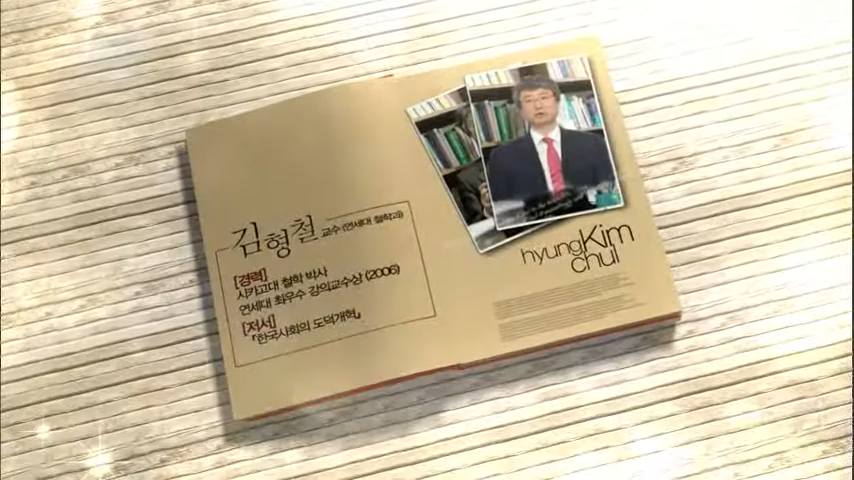 김형철 교수 (연세대 철학과)
[경력]
시카고대 철학 박사
연세대 최우수 강의교수상 (2006)
[저서]
『한국사회의 도덕개혁』
hyungKim
chul